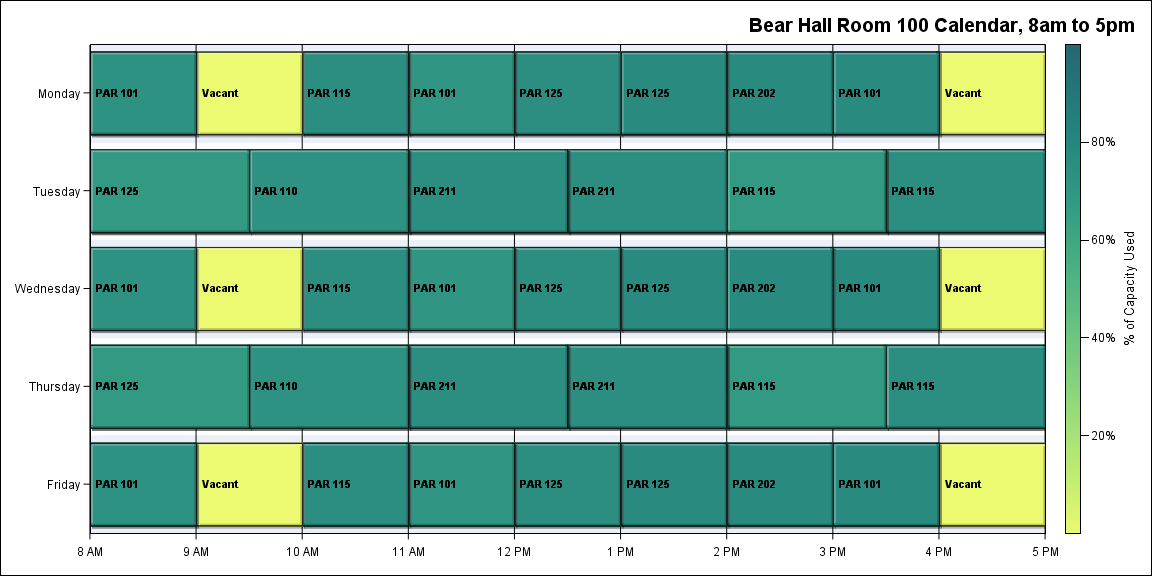 Bear Hall Room 100 Calendar, 8am to 5pm
Monday PAR 101 Vacant PAR 115 PAR 101 PAR 125 PAR 125 PAR 202 PAR 101 Vacant
80%
Tuesday PAR 125 PAR 110 PAR 211 PAR 211 PAR 115 PAR 115
60%
% of Capacity Used
Wednesday PAR 101 Vacant PAR 115 PAR 101 PAR 125 PAR 125 PAR 202 PAR 101 Vacant
40%
Thursday PAR 125 PAR 110 PAR 211 PAR 211 PAR 115 PAR 115
20%
Friday PAR 101 Vacant PAR 115 PAR 101 PAR 125 PAR 125 PAR 202 PAR 101 Vacant
8 AM 9 AM 10 AM 11 AM 12 PM 1 PM 2 PM 3 PM 4 PM 5 PM